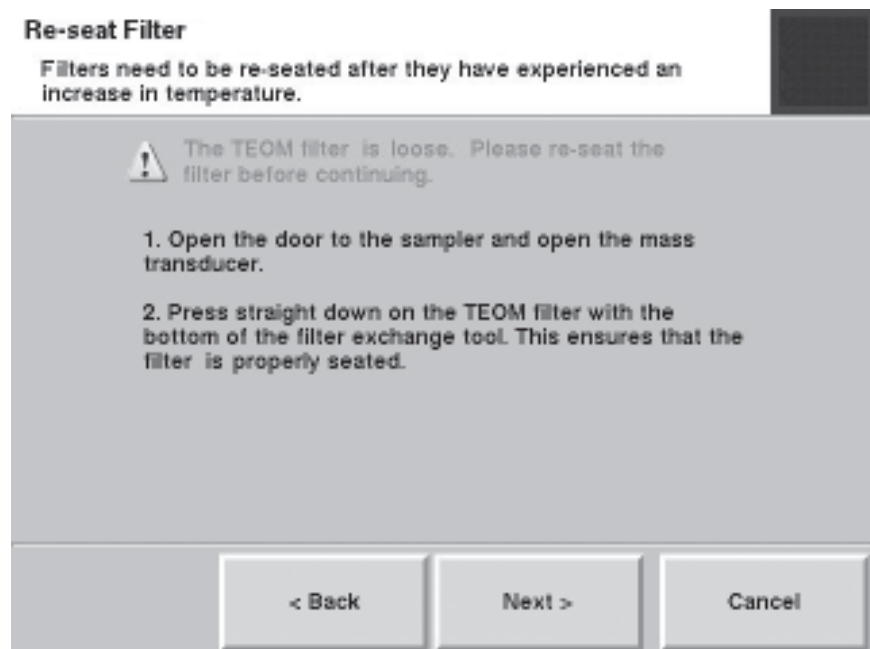 Re-seat Filter
Filters need to be re-seated after they have experienced an
increase in temperature.
The TEOM filter is loose. Please re-seat the
filter before continuing.
1. Open the door to the sampler and open the mass
transducer.
2. Press straight down on the TEOM filter with the
bottom of the filter exchange tool. This ensures that the
filter is properly seated.
< Back
Next >
Cancel